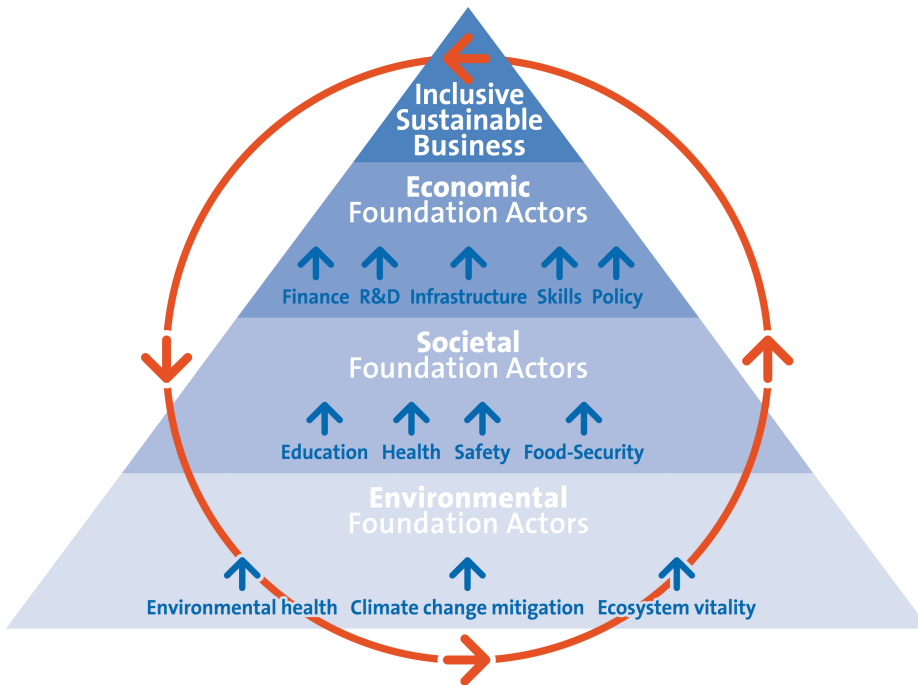 Inclusive
Sustainable
Business
Economic
Foundation Actors
Finance R&D Infrastructure Skills Policy
Societal
Foundation Actors
Education Health Safety Food-Security
Environmental
Foundation Actors
Environmental health Climate change mitigation Ecosystem vitality